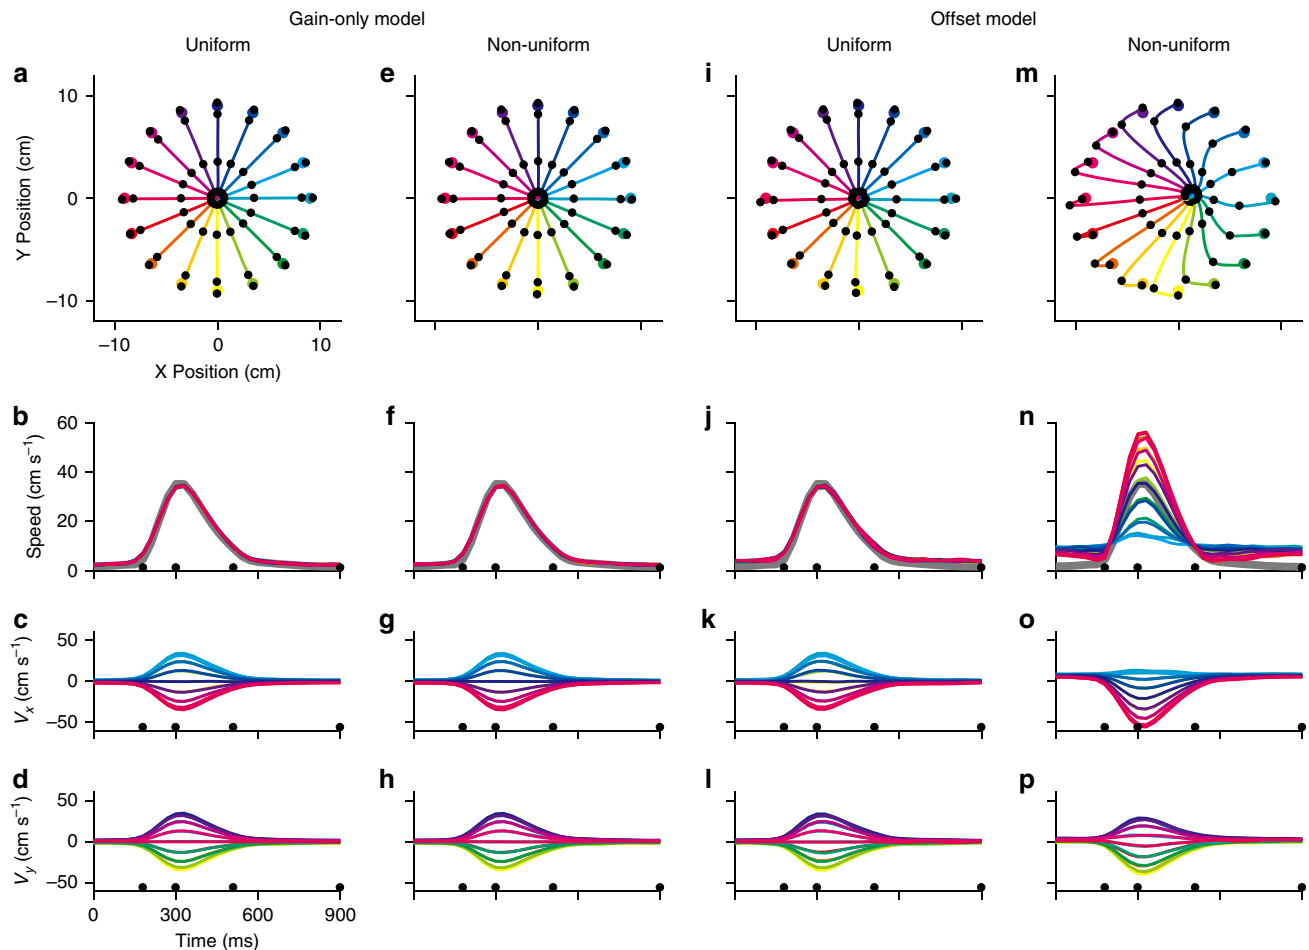 Gain-only model
Offset model
Uniform
Non-uniform
Uniform
Non-uniform
a
e
i
m
10
0
−10
Y Position (cm)
−10
0
10
X Position (cm)
b
f
j
n
60
40
20
0
Speed (cm s−1)
c
g
k
o
50
0
−50
Vx (cm s−1)
d
h
l
p
50
0
−50
Vy (cm s−1)
0
300
600
900
Time (ms)